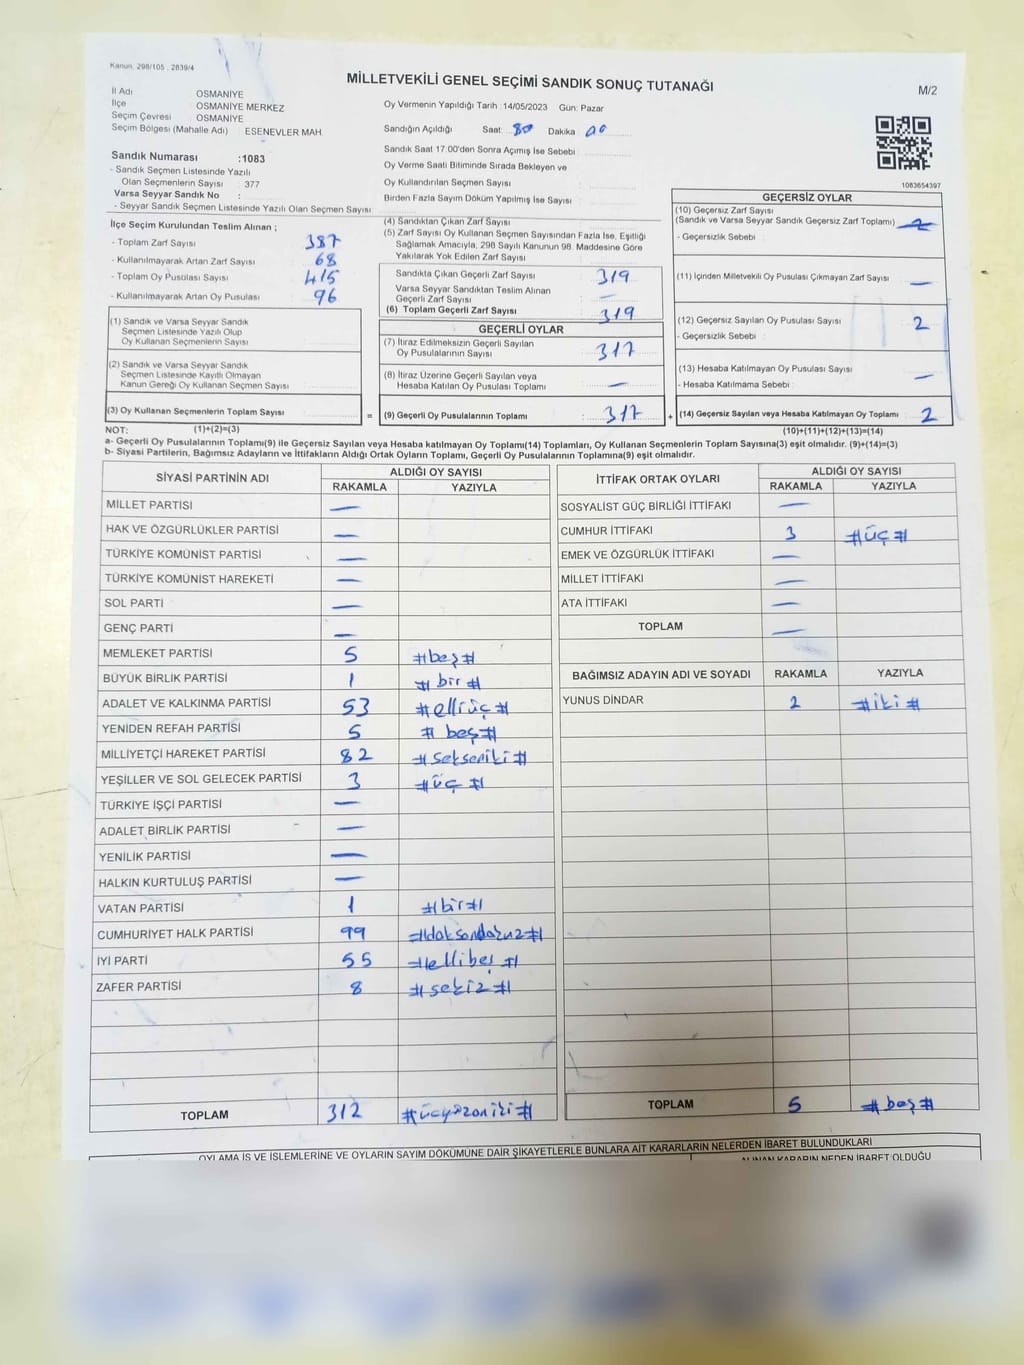 Kanun, 298/105 , 2839/4
MİLLETVEKİLİ GENEL SEÇİMİ SANDIK SONUÇ TUTANAĞI
M/2
İl Adı OSMANİYE
İlçe OSMANİYE MERKEZ
Seçim Çevresi OSMANİYE
Seçim Bölgesi (Mahalle Adı) ESENEVLER MAH.
Sandık Numarası :1083
- Sandık Seçmen Listesinde Yazılı
Olan Seçmenlerin Sayısı : 377
Varsa Seyyar Sandık No :
- Seyyar Sandık Seçmen Listesinde Yazılı Olan Seçmen Sayısı :
Oy Vermenin Yapıldığı Tarih :14/05/2023 Gün: Pazar
Sandığın Açıldığı Saat: Dakika
Sandık Saat 17:00'den Sonra Açımış İse Sebebi :
Oy Verme Saati Bitiminde Sırada Bekleyen ve
Oy Kullandırılan Seçmen Sayısı :
Birden Fazla Sayım Döküm Yapılmış İse Sayısı :
1083654397
İlçe Seçim Kurulundan Teslim Alınan ;
- Toplam Zarf Sayısı : 387
- Kullanılmayarak Artan Zarf Sayısı : 68
- Toplam Oy Pusulası Sayısı : 415
- Kullanılmayarak Artan Oy Pusulası : 96
(1) Sandık ve Varsa Seyyar Sandık
Seçmen Listesinde Yazılı Olup
Oy Kullanan Seçmenlerin Sayısı :
(2) Sandık ve Varsa Seyyar Sandık
Seçmen Listesinde Kayıtlı Olmayan
Kanun Gereği Oy Kullanan Seçmen Sayısı :
(3) Oy Kullanan Seçmenlerin Toplam Sayısı :
(1)+(2)=(3)
(4) Sandıktan Çıkan Zarf Sayısı
(5) Zarf Sayısı Oy Kullanan Seçmen Sayısından Fazla İse, Eşitliği
Sağlamak Amacıyla, 298 Sayılı Kanunun 98. Maddesine Göre
Yakılarak Yok Edilen Zarf Sayısı :
Sandıkta Çıkan Geçerli Zarf Sayısı : 319
Varsa Seyyar Sandıktan Teslim Alınan
Geçerli Zarf Sayısı : —
(6) Toplam Geçerli Zarf Sayısı : 319
GEÇERLİ OYLAR
(7) İtiraz Edilmeksizin Geçerli Sayılan
Oy Pusulalarının Sayısı : 317
(8) İtiraz Üzerine Geçerli Sayılan veya
Hesaba Katılan Oy Pusulası Toplamı : —
= (9) Geçerli Oy Pusulalarının Toplamı : 317 +
GEÇERSİZ OYLAR
(10) Geçersiz Zarf Sayısı
(Sandık ve Varsa Seyyar Sandık Geçersiz Zarf Toplamı) :
- Geçersizlik Sebebi :
(11) İçinden Milletvekili Oy Pusulası Çıkmayan Zarf Sayısı : —
(12) Geçersiz Sayılan Oy Pusulası Sayısı : 2
- Geçersizlik Sebebi :
(13) Hesaba Katılmayan Oy Pusulası Sayısı : —
- Hesaba Katılmama Sebebi :
(14) Geçersiz Sayılan veya Hesaba Katılmayan Oy Toplamı : 2
(10)+(11)+(12)+(13)=(14)
NOT:
a- Geçerli Oy Pusulalarının Toplamı(9) ile Geçersiz Sayılan veya Hesaba katılmayan Oy Toplamı(14) Toplamları, Oy Kullanan Seçmenlerin Toplam Sayısına(3) eşit olmalıdır. (9)+(14)=(3)
b- Siyasi Partilerin, Bağımsız Adayların ve İttifakların Aldığı Ortak Oyların Toplamı, Geçerli Oy Pusulalarının Toplamına(9) eşit olmalıdır.
SİYASİ PARTİNİN ADI ALDIĞI OY SAYISI
RAKAMLA YAZIYLA
MİLLET PARTİSİ —
HAK VE ÖZGÜRLÜKLER PARTİSİ —
TÜRKİYE KOMÜNİST PARTİSİ —
TÜRKİYE KOMÜNİST HAREKETİ —
SOL PARTİ —
GENÇ PARTİ —
MEMLEKET PARTİSİ 5 #beş#
BÜYÜK BİRLİK PARTİSİ 1 #bir#
ADALET VE KALKINMA PARTİSİ 53 #elliüç#
YENİDEN REFAH PARTİSİ 5 #beş#
MİLLİYETÇİ HAREKET PARTİSİ 82 #sekseniki#
YEŞİLLER VE SOL GELECEK PARTİSİ 3 #üç#
TÜRKİYE İŞÇİ PARTİSİ —
ADALET BİRLİK PARTİSİ —
YENİLİK PARTİSİ —
HALKIN KURTULUŞ PARTİSİ —
VATAN PARTİSİ 1 #bir#
CUMHURİYET HALK PARTİSİ 99 #doksandokuz#
İYİ PARTİ 55 #ellibeş#
ZAFER PARTİSİ 8 #sekiz#
TOPLAM 312 #üçyüzoniki#
İTTİFAK ORTAK OYLARI ALDIĞI OY SAYISI
RAKAMLA YAZIYLA
SOSYALİST GÜÇ BİRLİĞİ İTTİFAKI —
CUMHUR İTTİFAKI 3 #üç#
EMEK VE ÖZGÜRLÜK İTTİFAKI —
MİLLET İTTİFAKI —
ATA İTTİFAKI —
TOPLAM —
BAĞIMSIZ ADAYIN ADI VE SOYADI RAKAMLA YAZIYLA
YUNUS DİNDAR 2 #iki#
TOPLAM 5 #beş#
OYLAMA İŞ VE İŞLEMLERİNE VE OYLARIN SAYIM DÖKÜMÜNE DAİR ŞİKAYETLERLE BUNLARA AİT KARARLARIN NELERDEN İBARET BULUNDUKLARI
ALINAN KARARIN NEDEN İBARET OLDUĞU